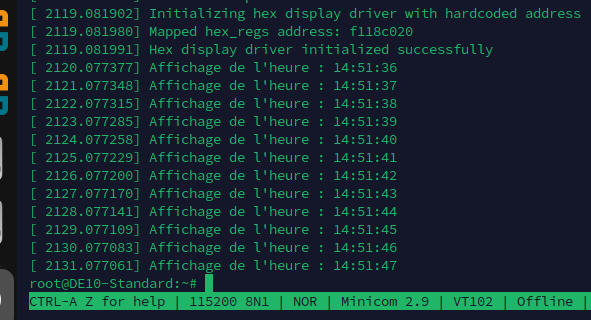 [ 2119.081902] Initializing hex display driver with hardcoded address
[ 2119.081980] Mapped hex_regs address: f118c020
[ 2119.081991] Hex display driver initialized successfully
[ 2120.077377] Affichage de l'heure : 14:51:36
[ 2121.077348] Affichage de l'heure : 14:51:37
[ 2122.077315] Affichage de l'heure : 14:51:38
[ 2123.077285] Affichage de l'heure : 14:51:39
[ 2124.077258] Affichage de l'heure : 14:51:40
[ 2125.077229] Affichage de l'heure : 14:51:41
[ 2126.077200] Affichage de l'heure : 14:51:42
[ 2127.077170] Affichage de l'heure : 14:51:43
[ 2128.077141] Affichage de l'heure : 14:51:44
[ 2129.077109] Affichage de l'heure : 14:51:45
[ 2130.077083] Affichage de l'heure : 14:51:46
[ 2131.077061] Affichage de l'heure : 14:51:47
root@DE10-Standard:~#
CTRL-A Z for help | 115200 8N1 | NOR | Minicom 2.9 | VT102 | Offline |